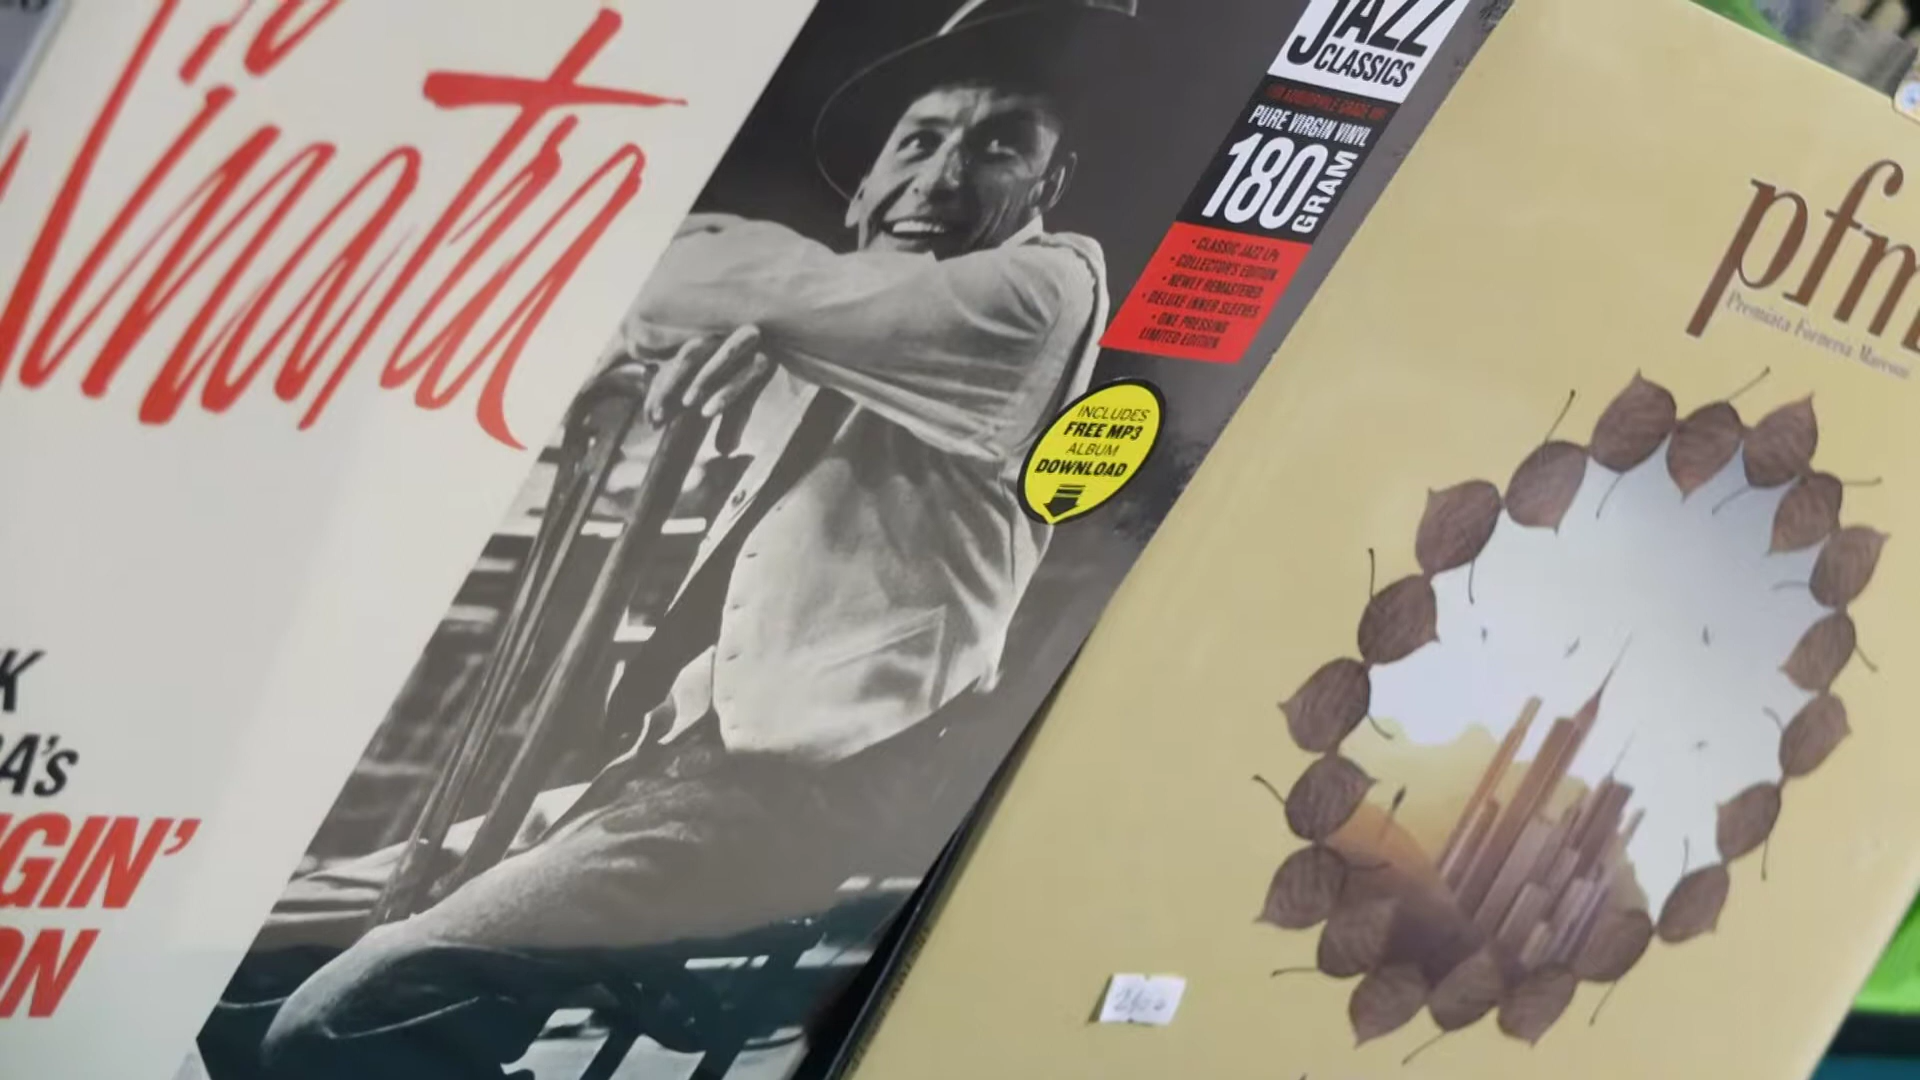 Sinatra
K
A's
GIN'
ON
JAZZ
CLASSICS
PURE VIRGIN VINYL
180
GRAM
• CLASSIC JAZZ LPs
• COLLECTOR'S EDITION
• NEWLY REMASTERED
• DELUXE INNER SLEEVES
• ONE PRESSING
LIMITED EDITION
INCLUDES
FREE MP3
ALBUM
DOWNLOAD
pfm
Premiata Forneria Marconi